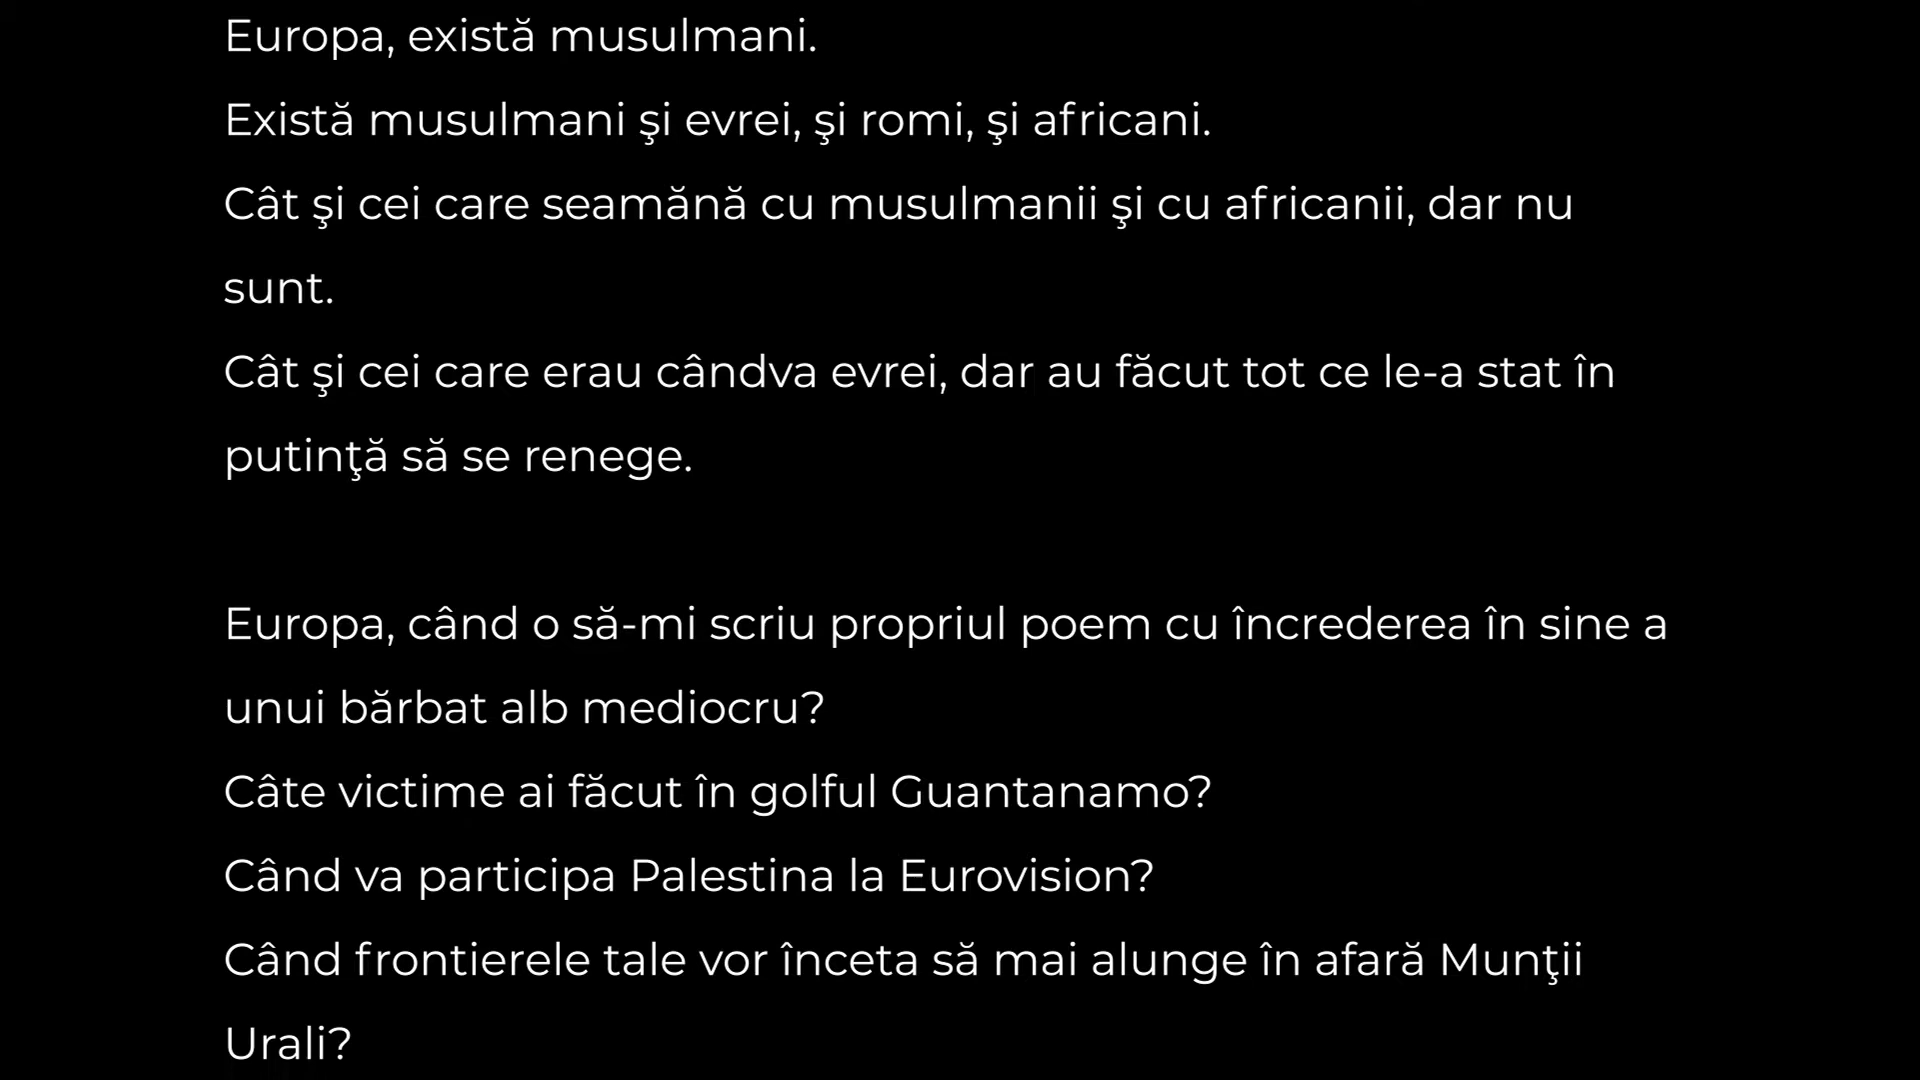 Europa, există musulmani.
Există musulmani şi evrei, şi romi, şi africani.
Cât şi cei care seamănă cu musulmanii şi cu africanii, dar nu
sunt.
Cât şi cei care erau cândva evrei, dar au făcut tot ce le-a stat în
putinţă să se renege.
Europa, când o să-mi scriu propriul poem cu încrederea în sine a
unui bărbat alb mediocru?
Câte victime ai făcut în golful Guantanamo?
Când va participa Palestina la Eurovision?
Când frontierele tale vor înceta să mai alunge în afară Munţii
Urali?